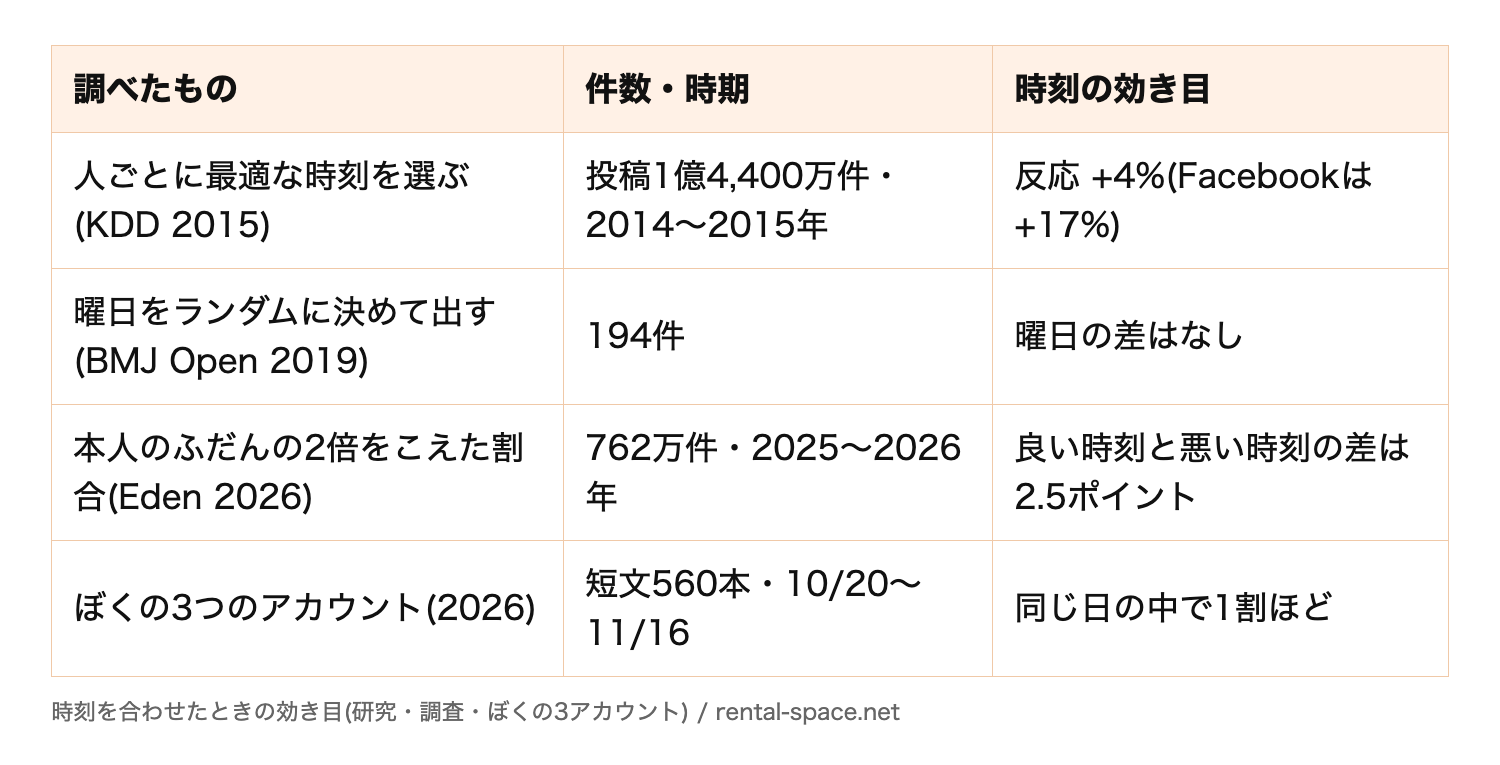 調べたもの
件数・時期
時刻の効き目
人ごとに最適な時刻を選ぶ
(KDD 2015)
投稿1億4,400万件・
2014〜2015年
反応 +4%(Facebookは
+17%)
曜日をランダムに決めて出す
(BMJ Open 2019)
194件
曜日の差はなし
本人のふだんの2倍をこえた割
合(Eden 2026)
762万件・2025〜2026
年
良い時刻と悪い時刻の差は
2.5ポイント
ぼくの3つのアカウント(2026)
短文560本・10/20〜
11/16
同じ日の中で1割ほど
時刻を合わせたときの効き目(研究・調査・ぼくの3アカウント) / rental-space.net